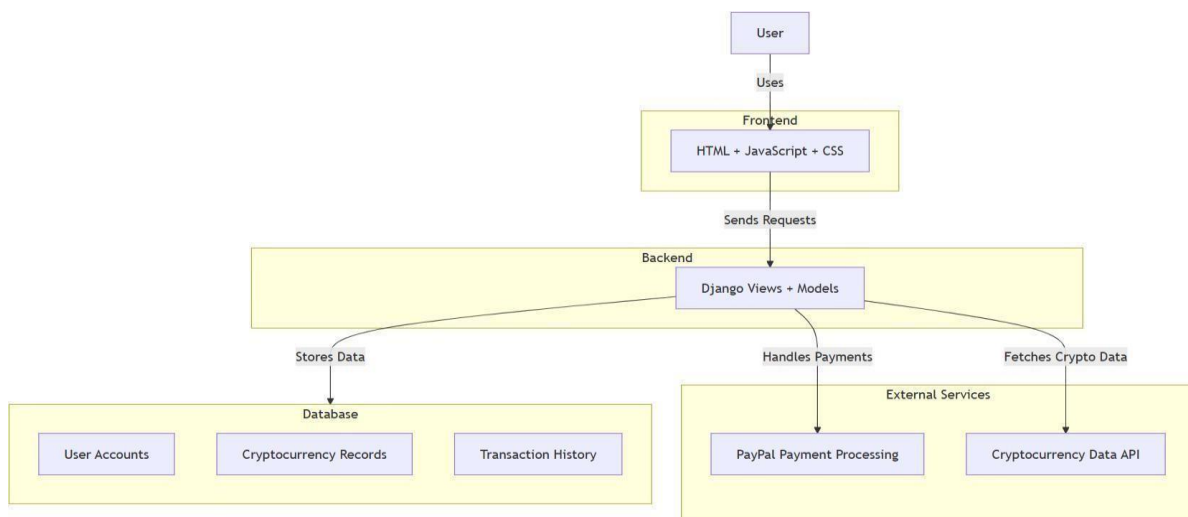 User
Uses
Frontend
HTML + JavaScript + CSS
Sends Requests
Backend
Django Views + Models
Stores Data
Handles Payments
Fetches Crypto Data
External Services
Database
User Accounts
Cryptocurrency Records
Transaction History
PayPal Payment Processing
Cryptocurrency Data API